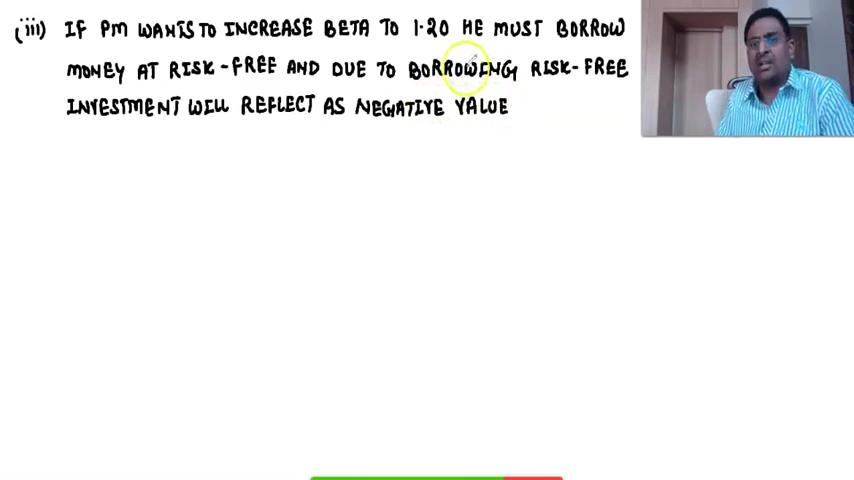 (iii) IF PM WANTS TO INCREASE BETA TO 1.20 HE MUST BORROW
MONEY AT RISK-FREE AND DUE TO BORROWING RISK-FREE
INVESTMENT WILL REFLECT AS NEGATIVE VALUE